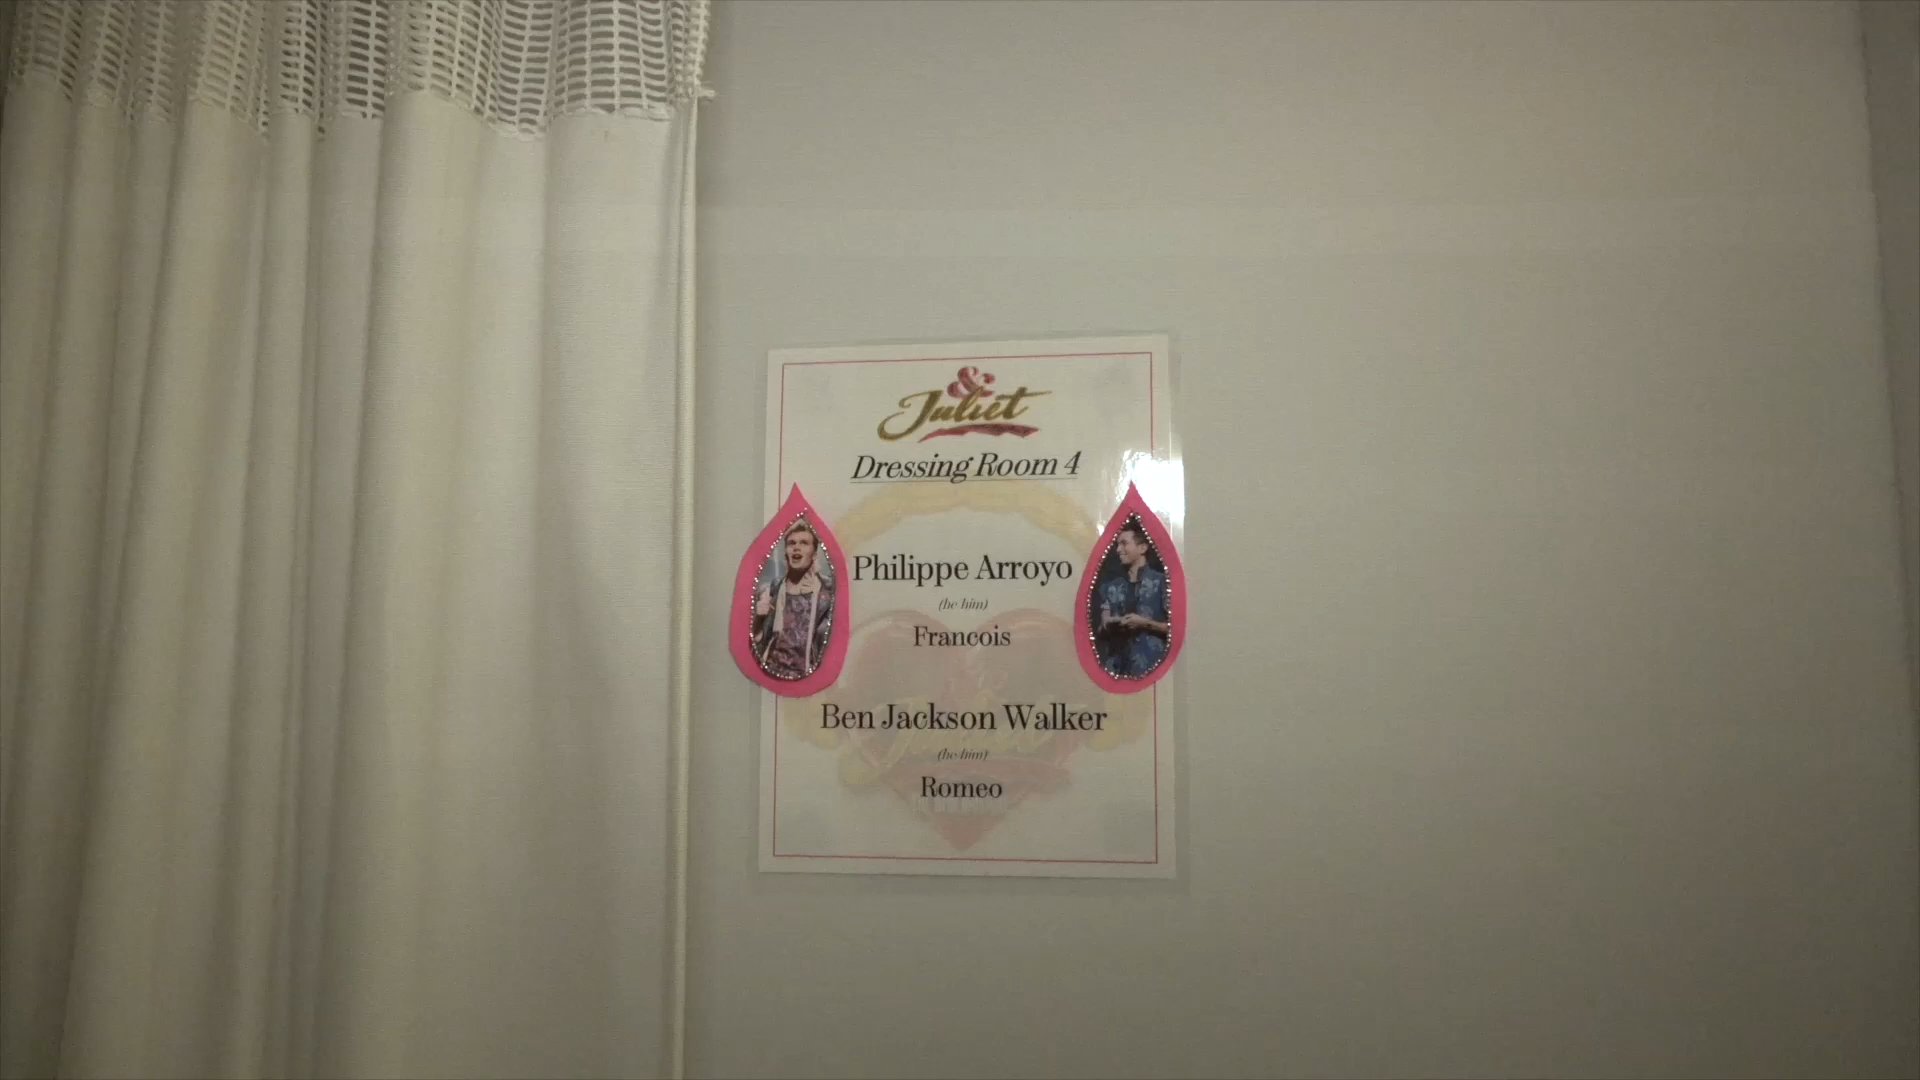 & Juliet
Dressing Room 4
Philippe Arroyo
(he/him)
Francois
Ben Jackson Walker
(he/him)
Romeo